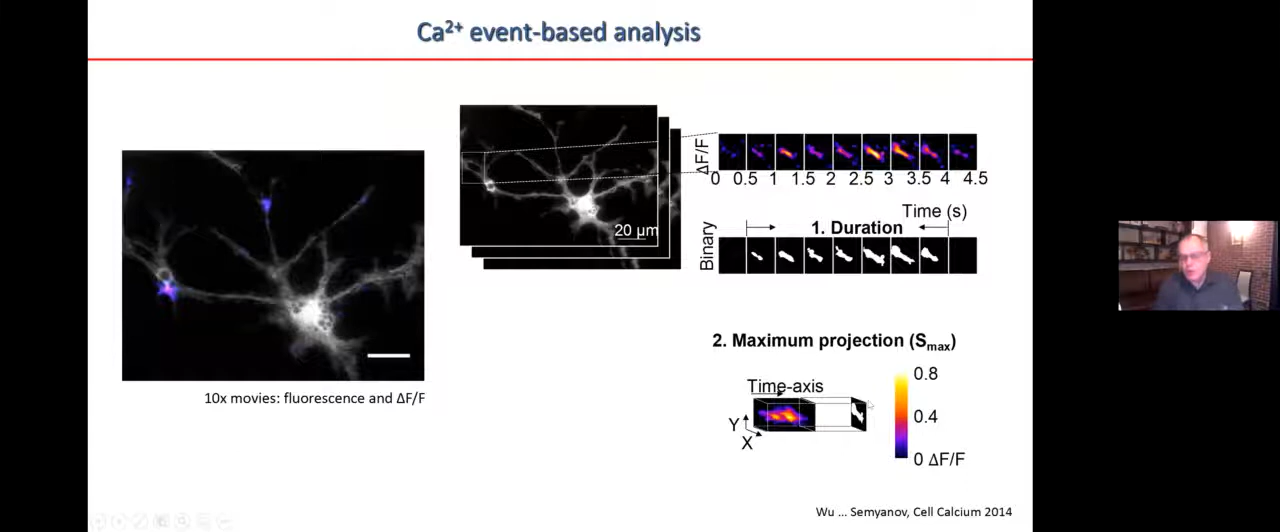 Ca²⁺ event-based analysis
10x movies: fluorescence and ΔF/F
20 μm
ΔF/F
0 0.5 1 1.5 2 2.5 3 3.5 4 4.5
Time (s)
Binary
1. Duration
2. Maximum projection (Smax)
Time-axis
Y
X
0.8
0.4
0 ΔF/F
Wu ... Semyanov, Cell Calcium 2014